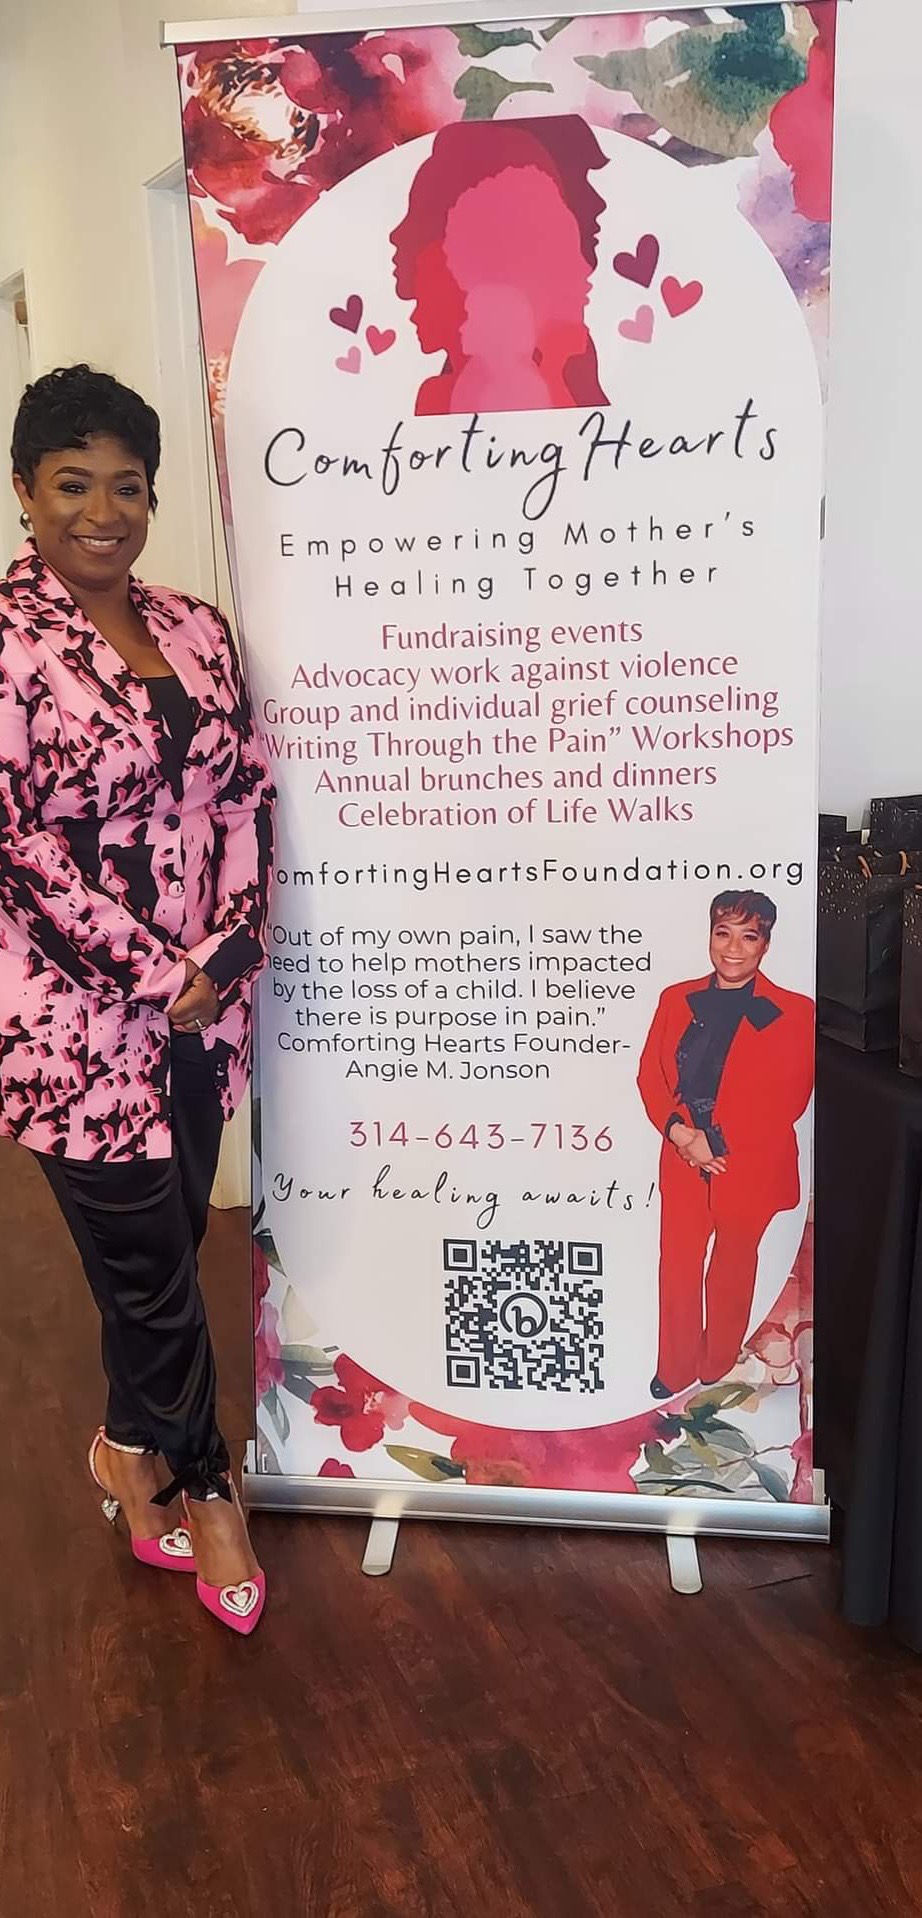 Comforting Hearts
Empowering Mother's
Healing Together
Fundraising events
Advocacy work against violence
Group and individual grief counseling
"Writing Through the Pain" Workshops
Annual brunches and dinners
Celebration of Life Walks
omfortingHeartsFoundation.org
"Out of my own pain, I saw the
need to help mothers impacted
by the loss of a child. I believe
there is purpose in pain."
Comforting Hearts Founder-
Angie M. Jonson
314-643-7136
Your healing awaits!
b